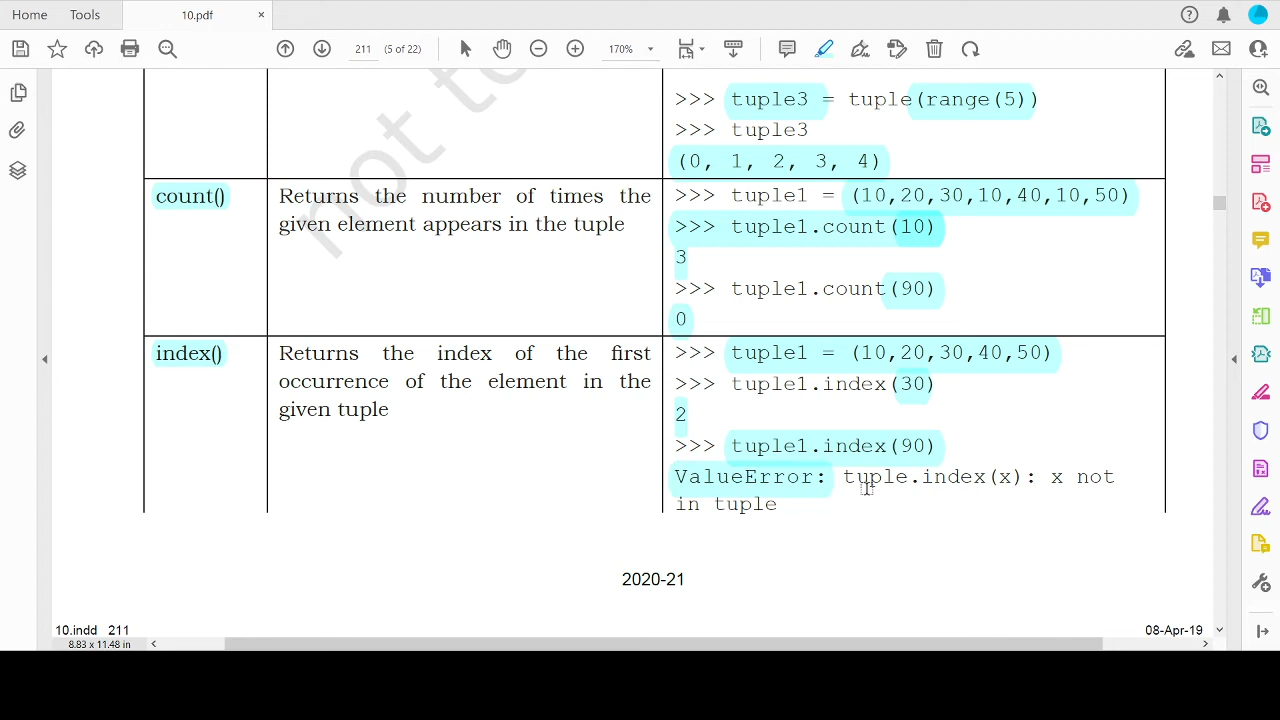 Home Tools 10.pdf ×
211 (5 of 22) 170%
not to
>>> tuple3 = tuple(range(5))
>>> tuple3
(0, 1, 2, 3, 4)
count()
Returns the number of times the
given element appears in the tuple
>>> tuple1 = (10,20,30,10,40,10,50)
>>> tuple1.count(10)
3
>>> tuple1.count(90)
0
index()
Returns the index of the first
occurrence of the element in the
given tuple
>>> tuple1 = (10,20,30,40,50)
>>> tuple1.index(30)
2
>>> tuple1.index(90)
ValueError: tuple.index(x): x not
in tuple
2020-21
10.indd 211 08-Apr-19
8.83 x 11.48 in